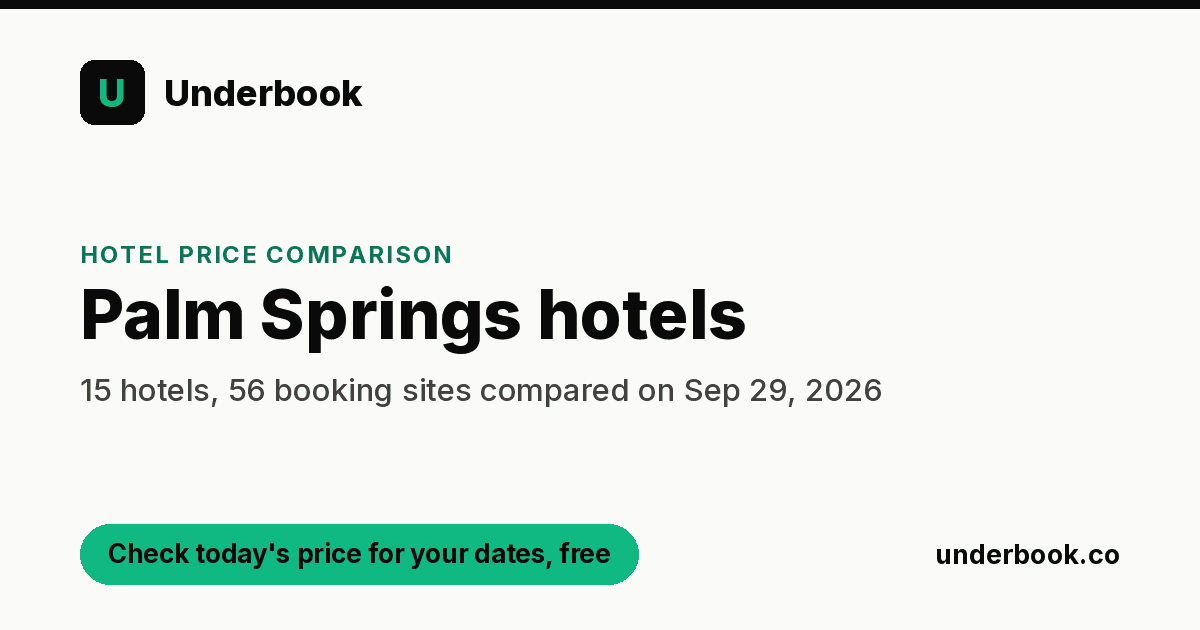 U Underbook
HOTEL PRICE COMPARISON
Palm Springs hotels
15 hotels, 56 booking sites compared on Sep 29, 2026
Check today's price for your dates, free
underbook.co